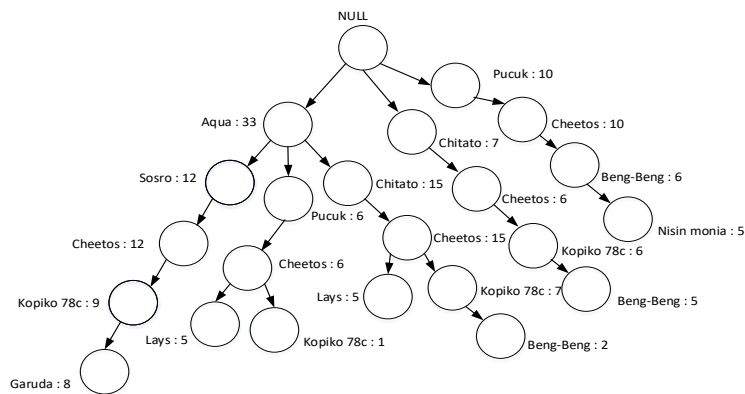 NULL
Pucuk : 10
Aqua : 33
Cheetos : 10
Chitato : 7
Sosro : 12
Chitato : 15
Beng-Beng : 6
Cheetos : 6
Pucuk : 6
Nisin monia : 5
Cheetos : 12
Cheetos : 15
Kopiko 78c : 6
Cheetos : 6
Kopiko 78c : 9
Lays : 5
Kopiko 78c : 7
Beng-Beng : 5
Lays : 5
Kopiko 78c : 1
Beng-Beng : 2
Garuda : 8